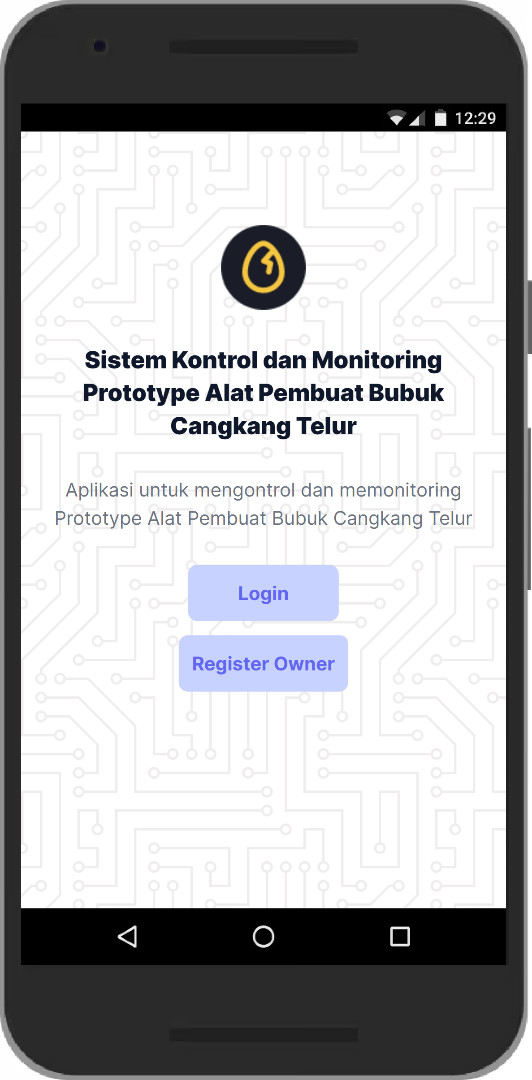 12:29
Sistem Kontrol dan Monitoring
Prototype Alat Pembuat Bubuk
Cangkang Telur
Aplikasi untuk mengontrol dan memonitoring
Prototype Alat Pembuat Bubuk Cangkang Telur
Login
Register Owner